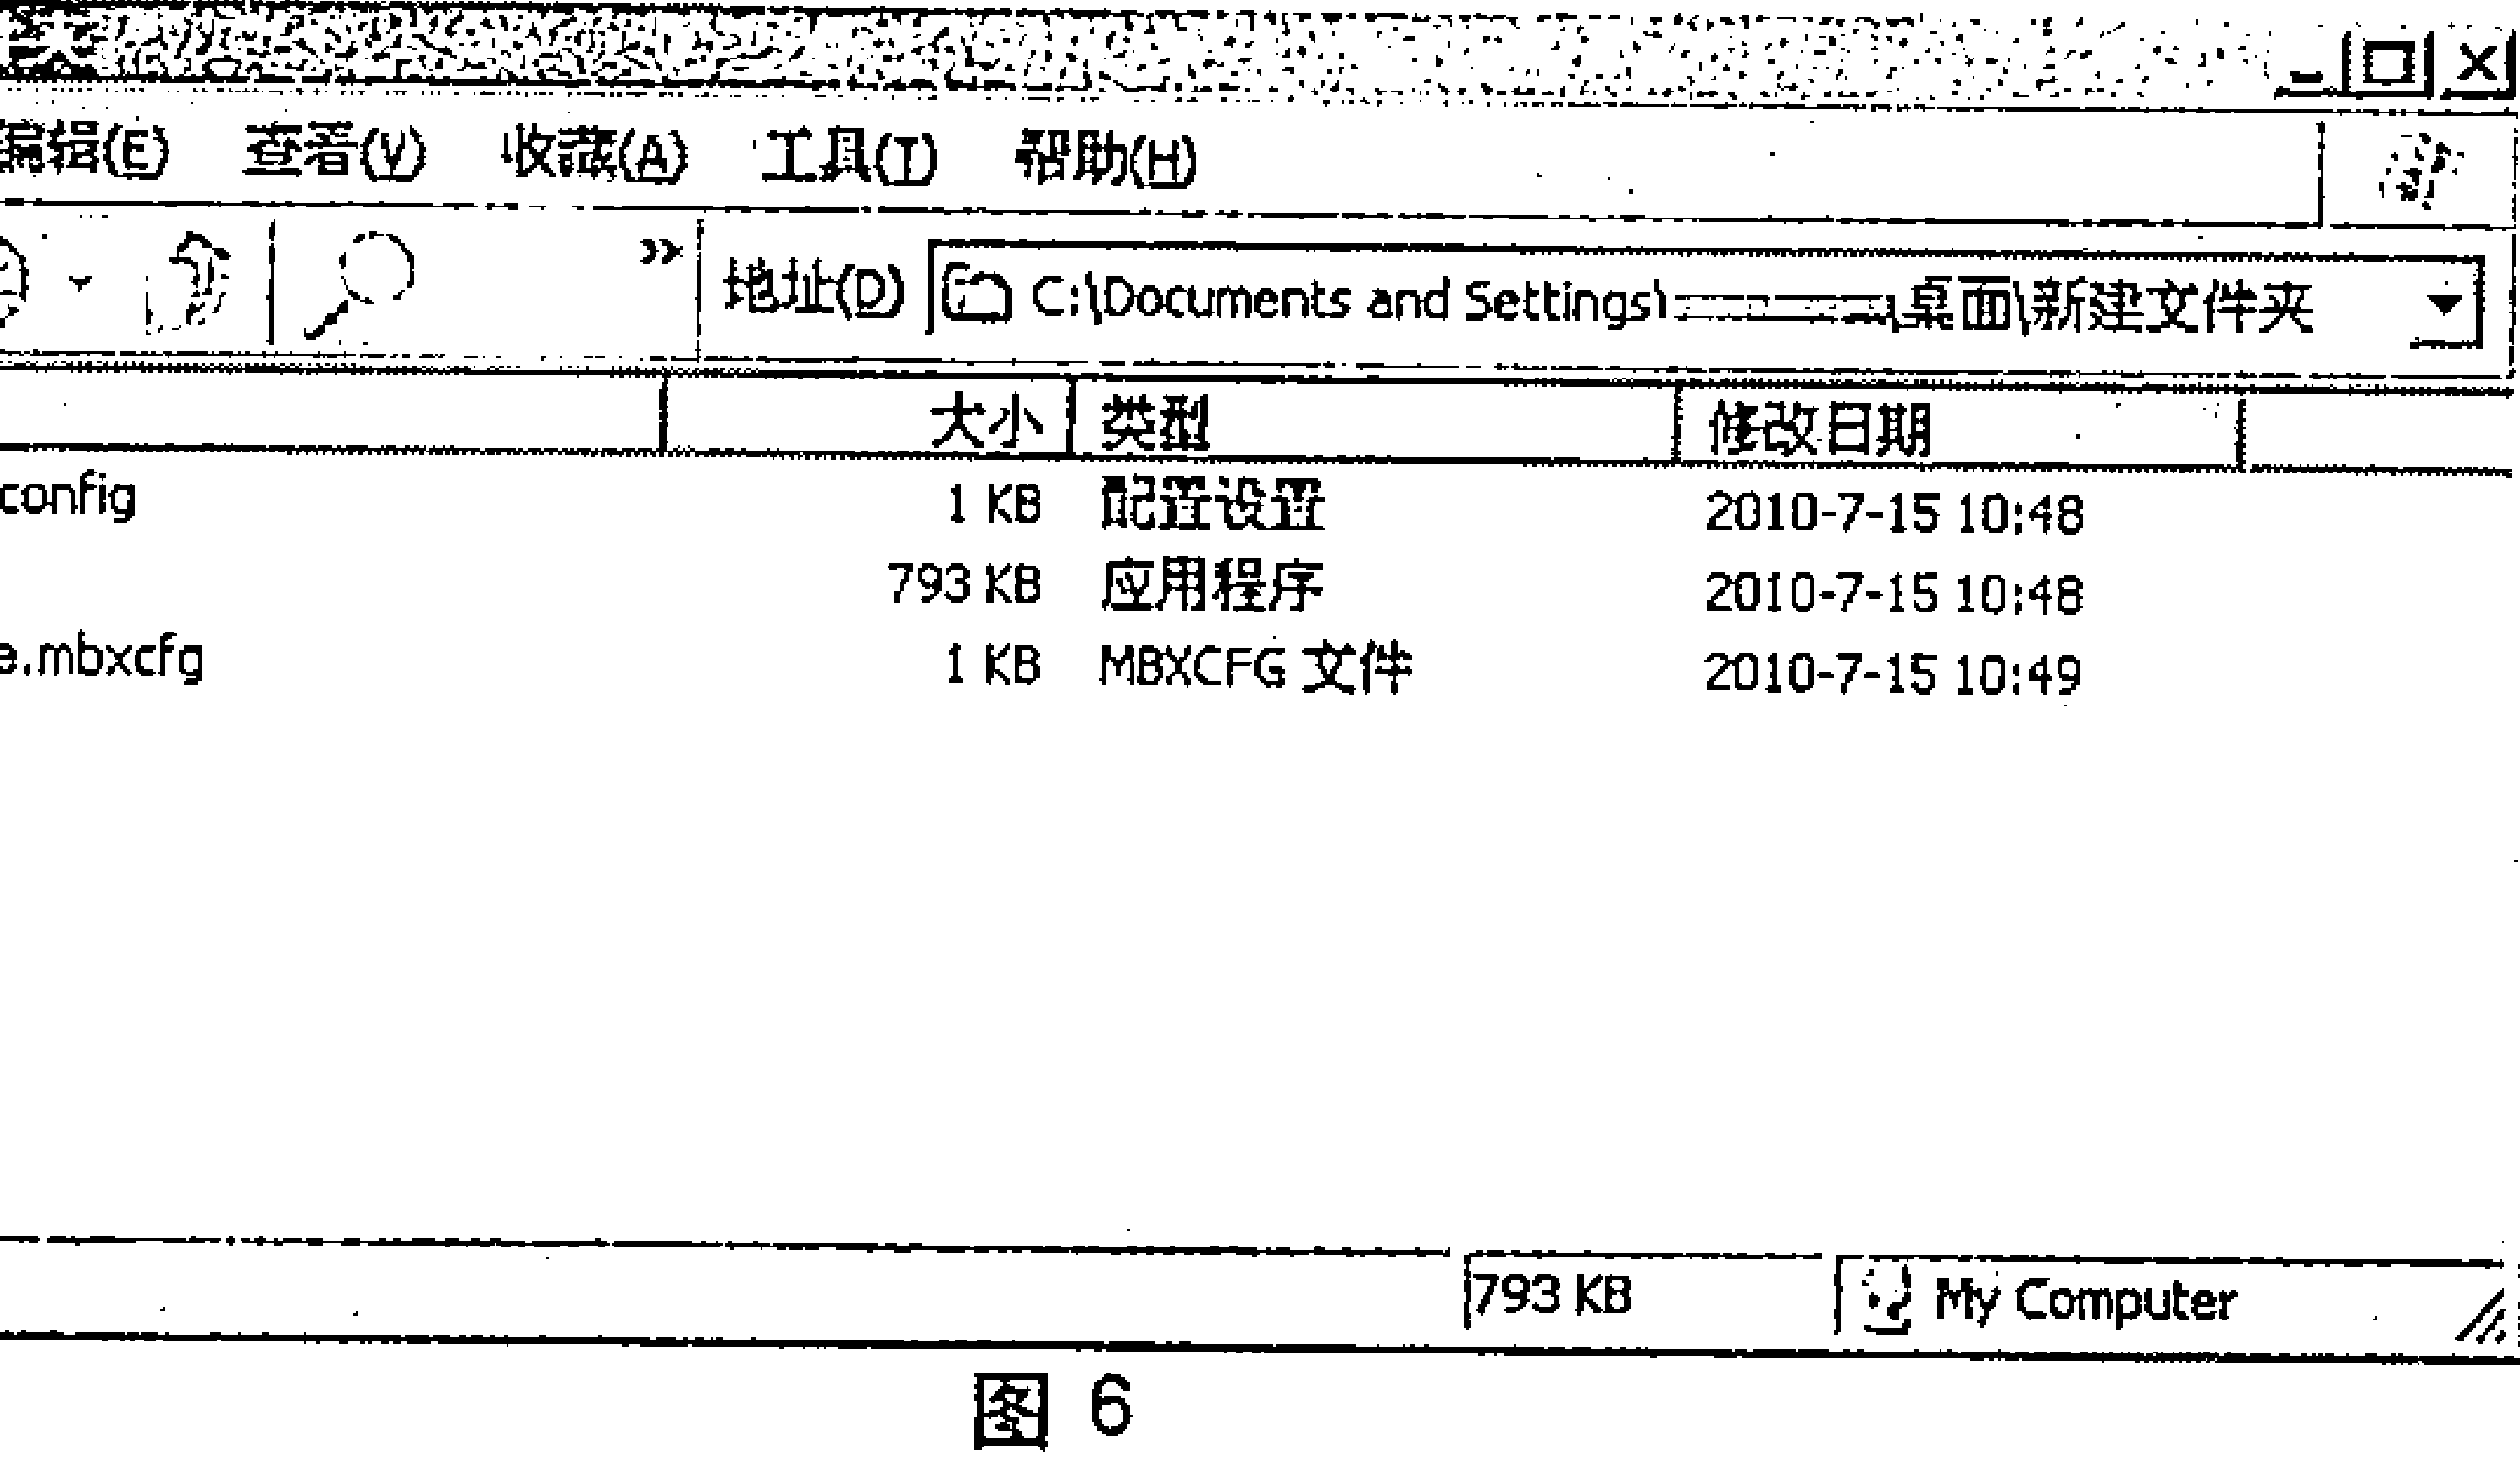 编辑(E) 查看(V) 收藏(A) 工具(T) 帮助(H)
» 地址(D) C:\Documents and Settings\ \桌面\新建文件夹
大小 类型 修改日期
config 1 KB 配置设置 2010-7-15 10:48
793 KB 应用程序 2010-7-15 10:48
e.mbxcfg 1 KB MBXCFG 文件 2010-7-15 10:49
793 KB My Computer
图 6